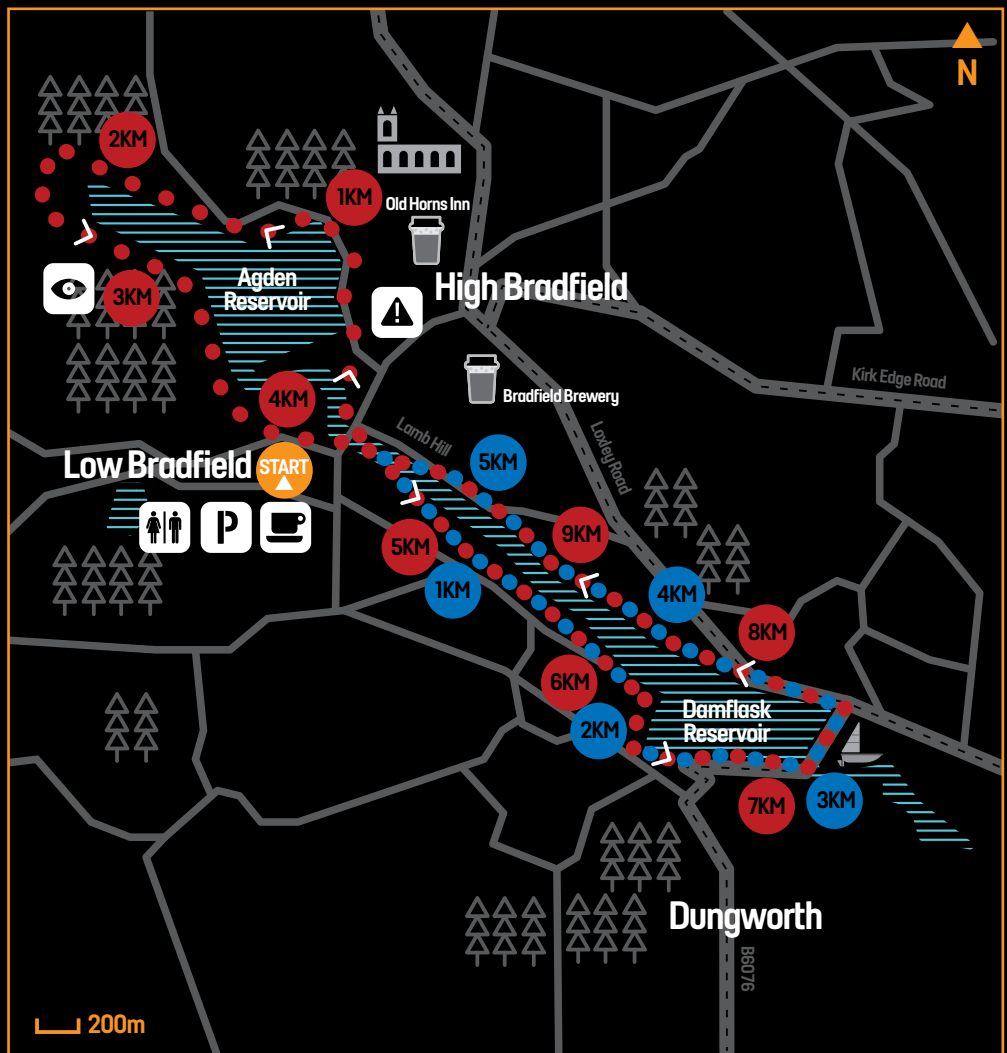 N
2KM
1KM
Old Horns Inn
Agden
Reservoir
High Bradfield
3KM
Kirk Edge Road
4KM
Bradfield Brewery
Lamb Hill
Loxley Road
Low Bradfield
START
5KM
P
9KM
5KM
1KM
4KM
8KM
6KM
2KM
Damflask
Reservoir
7KM
3KM
Dungworth
B6076
200m